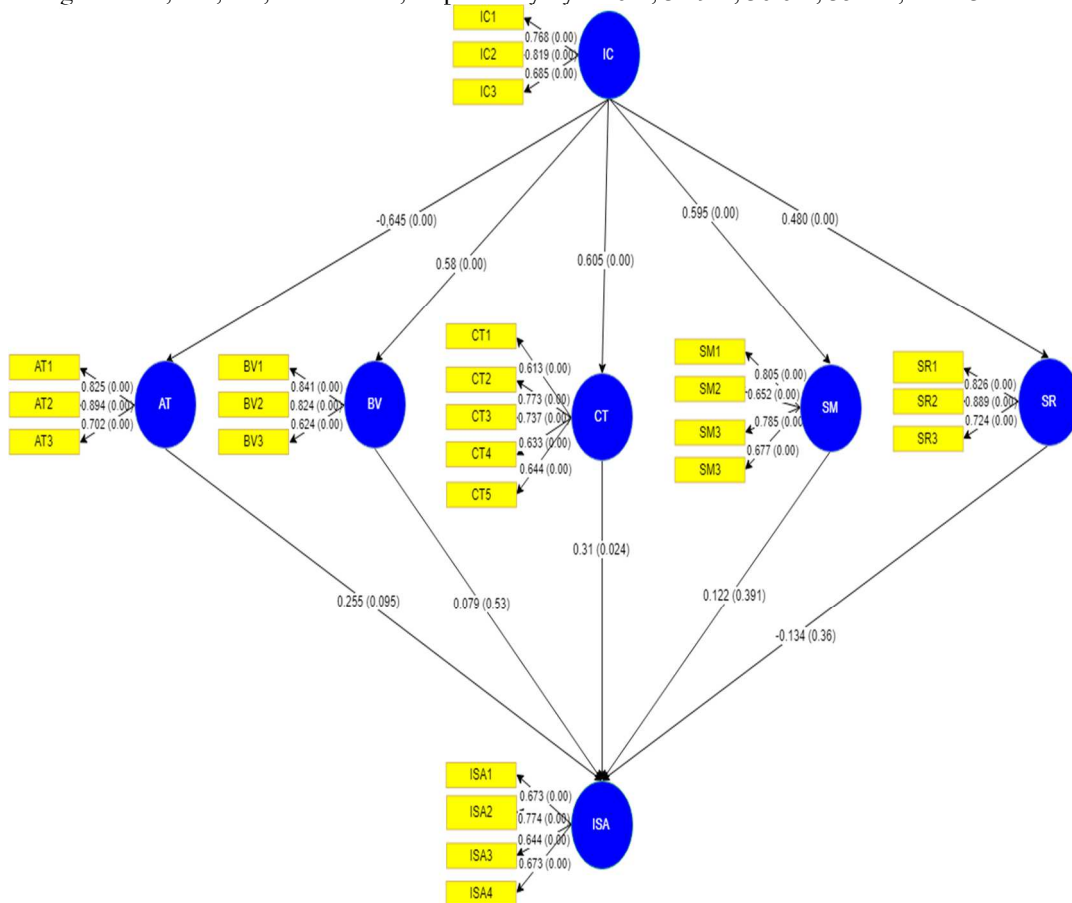 IC1
0.768 (0.00)
IC2
0.819 (0.00)
IC
0.685 (0.00)
IC3
-0,645 (0.00)
0.58 (0.00)
0.605 (0.00)
0.595 (0.00)
0.480 (0.00)
AT1
0.825 (0.00)
AT2
0.894 (0.00)
AT
0.702 (0.00)
AT3
BV1
0.841 (0.00)
BV2
0.824 (0.00)
BV
0.624 (0.00)
BV3
CT1
0.613 (0.00)
CT2
0.773 (0.00)
CT3
0.737 (0.00)
CT
0.633 (0.00)
CT4
0.644 (0.00)
CT5
SM1
0.805 (0.00)
SM2
0.652 (0.00)
SM
0.785 (0.00)
SM3
0.677 (0.00)
SM3
SR1
0.826 (0.00)
SR2
0.889 (0.00)
SR
0.724 (0.00)
SR3
0.255 (0.095)
0.079 (0.53)
0.31 (0.024)
0.122 (0.391)
-0.134 (0.36)
ISA1
0.673 (0.00)
ISA2
0.774 (0.00)
ISA
0.644 (0.00)
ISA3
0.673 (0.00)
ISA4